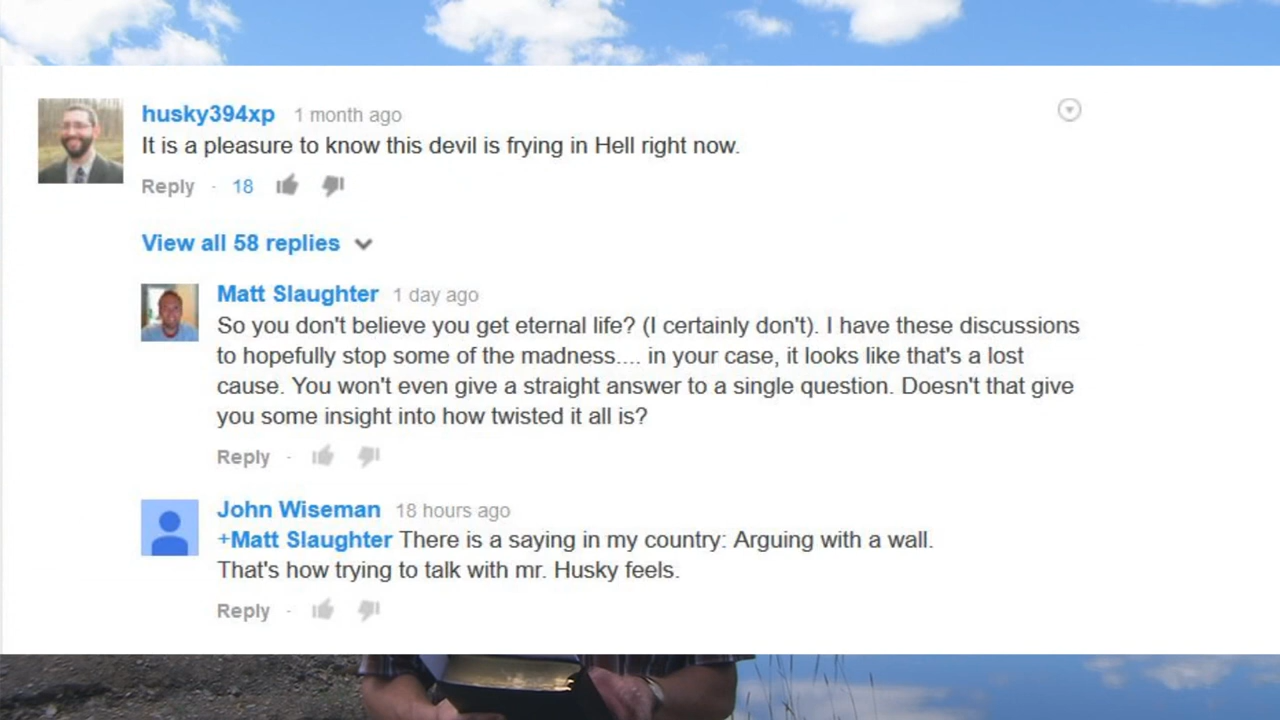 husky394xp 1 month ago
It is a pleasure to know this devil is frying in Hell right now.
Reply · 18
View all 58 replies
Matt Slaughter 1 day ago
So you don't believe you get eternal life? (I certainly don't). I have these discussions
to hopefully stop some of the madness.... in your case, it looks like that's a lost
cause. You won't even give a straight answer to a single question. Doesn't that give
you some insight into how twisted it all is?
Reply ·
John Wiseman 18 hours ago
+Matt Slaughter There is a saying in my country: Arguing with a wall.
That's how trying to talk with mr. Husky feels.
Reply ·